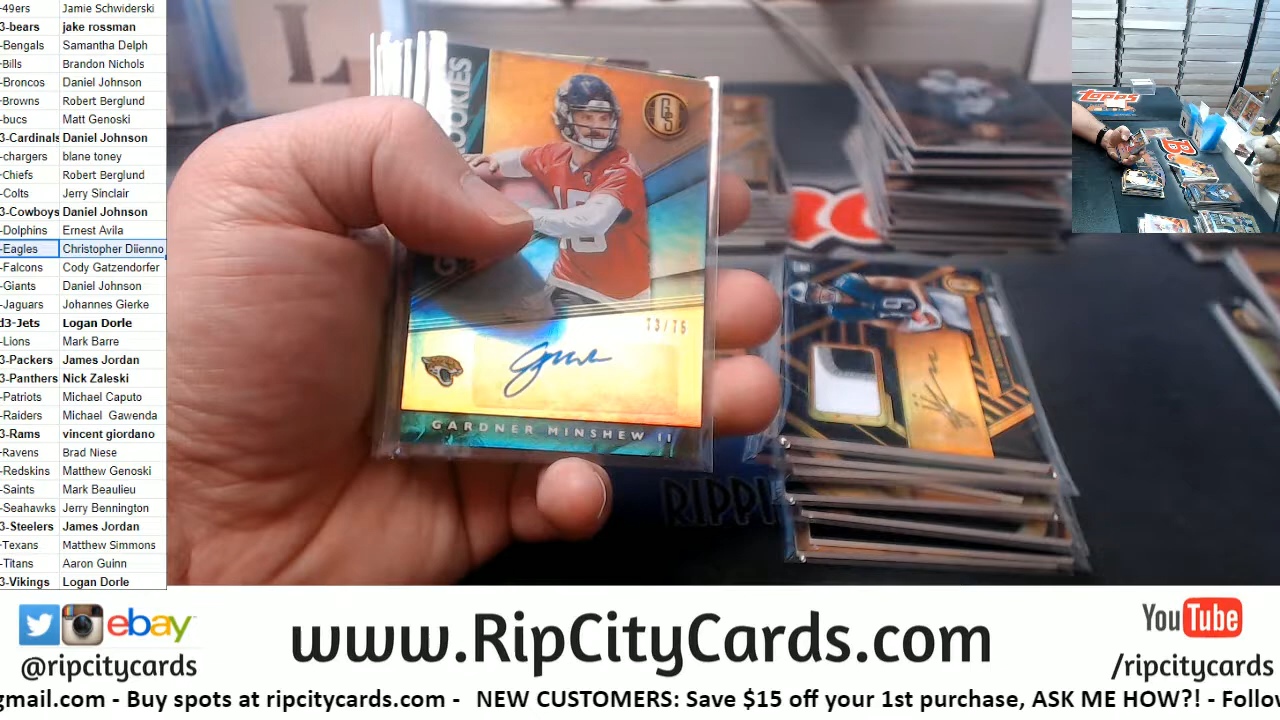 -49ers Jamie Schwiderski
3-bears jake rossman
-Bengals Samantha Delph
-Bills Brandon Nichols
-Broncos Daniel Johnson
-Browns Robert Berglund
-bucs Matt Genoski
3-Cardinals Daniel Johnson
-chargers blane toney
-Chiefs Robert Berglund
-Colts Jerry Sinclair
3-Cowboys Daniel Johnson
-Dolphins Ernest Avila
-Eagles Christopher Diienno
-Falcons Cody Gatzendorfer
-Giants Daniel Johnson
-Jaguars Johannes Gierke
d3-Jets Logan Dorle
-Lions Mark Barre
3-Packers James Jordan
3-Panthers Nick Zaleski
-Patriots Michael Caputo
-Raiders Michael Gawenda
3-Rams vincent giordano
-Ravens Brad Niese
-Redskins Matthew Genoski
-Saints Mark Beaulieu
-Seahawks Jerry Bennington
3-Steelers James Jordan
-Texans Matthew Simmons
-Titans Aaron Guinn
3-Vikings Logan Dorle
OOKIES
GS
73/75
GARDNER MINSHEW II
RIPPI
Topps
B
ebay
@ripcitycards
www.RipCityCards.com
YouTube
/ripcitycards
gmail.com - Buy spots at ripcitycards.com - NEW CUSTOMERS: Save $15 off your 1st purchase, ASK ME HOW?! - Follow